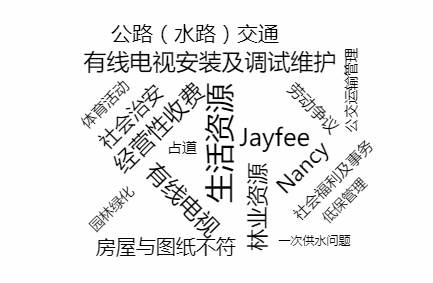 公路（水路）交通
有线电视安装及调试维护
体育活动
社会治安
经营性收费
生活资源
劳动争议
公交运输管理
占道
Jayfee
Nancy
有线电视
林业资源
社会福利及事务
低保管理
园林绿化
房屋与图纸不符
一次供水问题